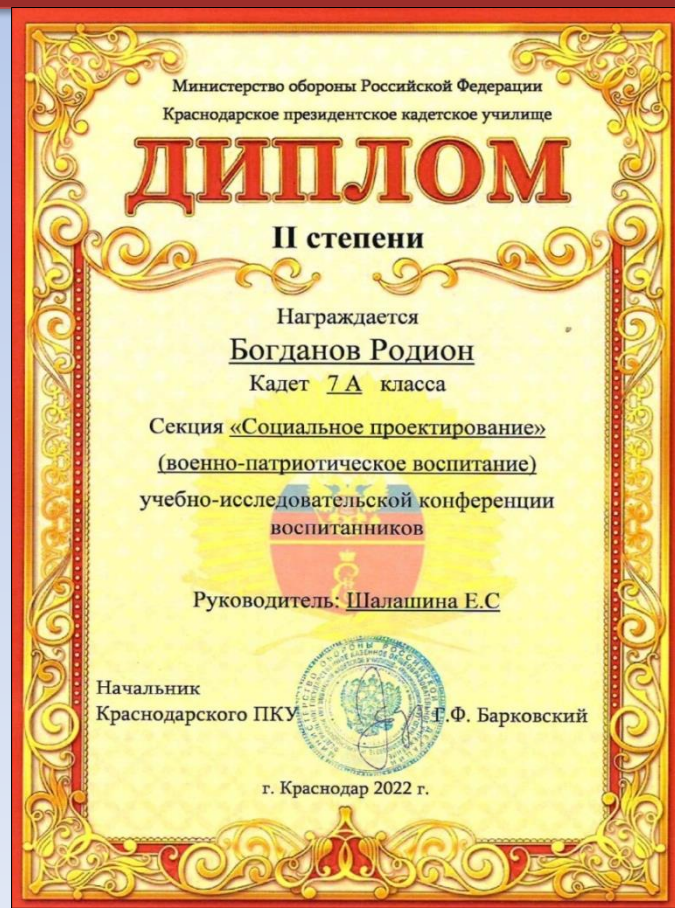 Министерство обороны Российской Федерации
Краснодарское президентское кадетское училище
ДИПЛОМ
II степени
Награждается
Богданов Родион
Кадет 7 А класса
Секция «Социальное проектирование»
(военно-патриотическое воспитание)
учебно-исследовательской конференции
воспитанников
Руководитель: Шалашина Е.С
Начальник
Краснодарского ПКУ Г.Ф. Барковский
г. Краснодар 2022 г.